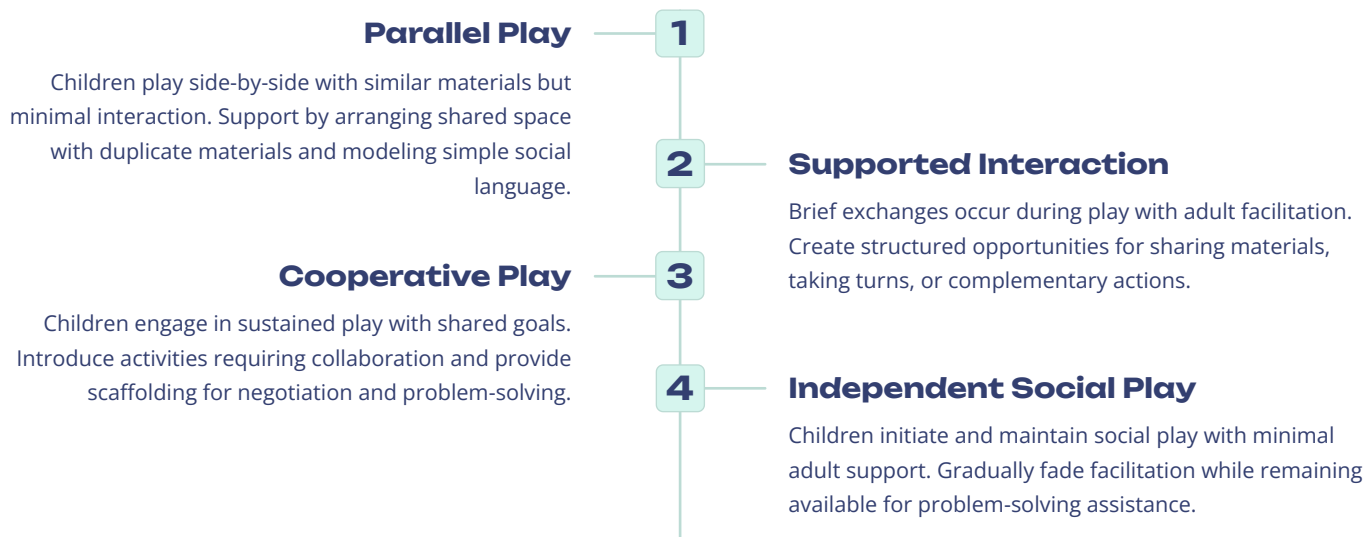 Parallel Play
1
Children play side-by-side with similar materials but
minimal interaction. Support by arranging shared space
with duplicate materials and modeling simple social
language.
2
Supported Interaction
Brief exchanges occur during play with adult facilitation.
Create structured opportunities for sharing materials,
taking turns, or complementary actions.
Cooperative Play
3
Children engage in sustained play with shared goals.
Introduce activities requiring collaboration and provide
scaffolding for negotiation and problem-solving.
4
Independent Social Play
Children initiate and maintain social play with minimal
adult support. Gradually fade facilitation while remaining
available for problem-solving assistance.